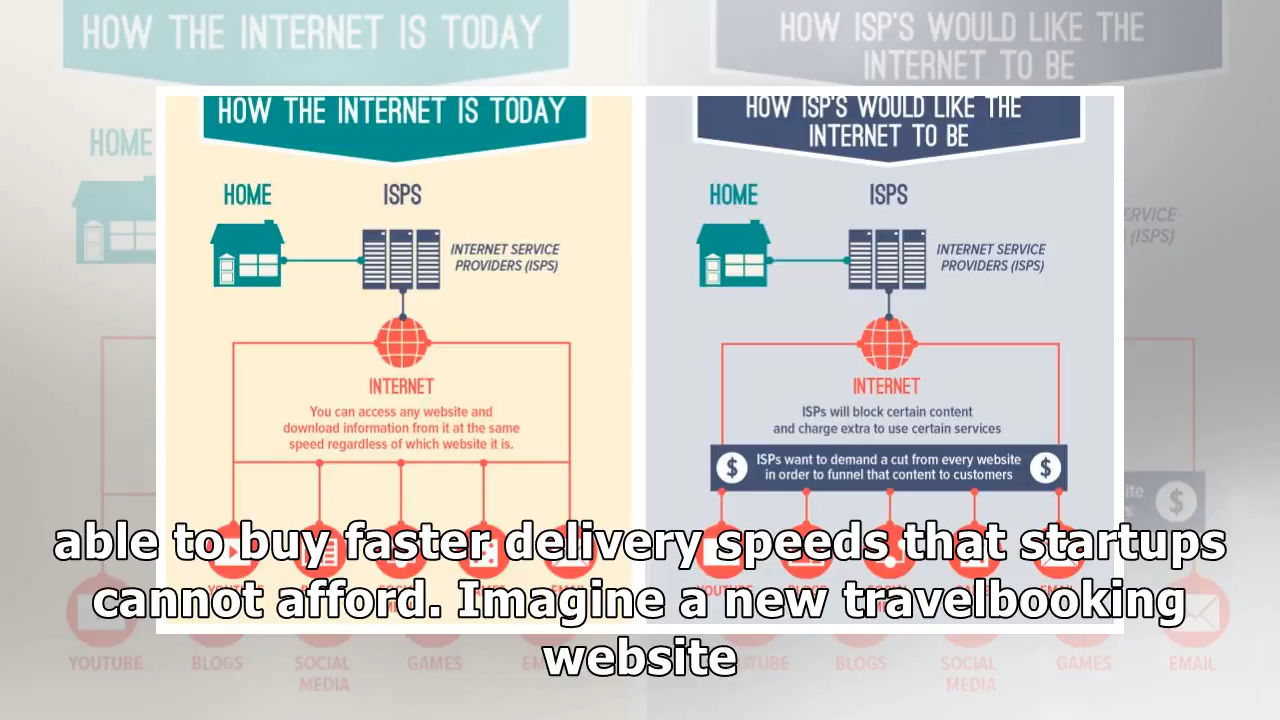 HOW THE INTERNET IS TODAY
HOW ISP'S WOULD LIKE THE
INTERNET TO BE
HOME
HOW THE INTERNET IS TODAY
HOME
ISPS
INTERNET SERVICE
PROVIDERS (ISPS)
INTERNET
You can access any website and
download information from it at the same
speed regardless of which website it is.
HOW ISP'S WOULD LIKE THE
INTERNET TO BE
HOME
ISPS
INTERNET SERVICE
PROVIDERS (ISPS)
INTERNET
ISPs will block certain content
and charge extra to use certain services
$ ISPs want to demand a cut from every website $
in order to funnel that content to customers
(ISPS)
$
able to buy faster delivery speeds that startups
cannot afford. Imagine a new travelbooking
website
YOUTUBE
BLOGS
SOCIAL
MEDIA
GAMES
BLOGS
SOCIAL
MEDIA
GAMES
EMAIL